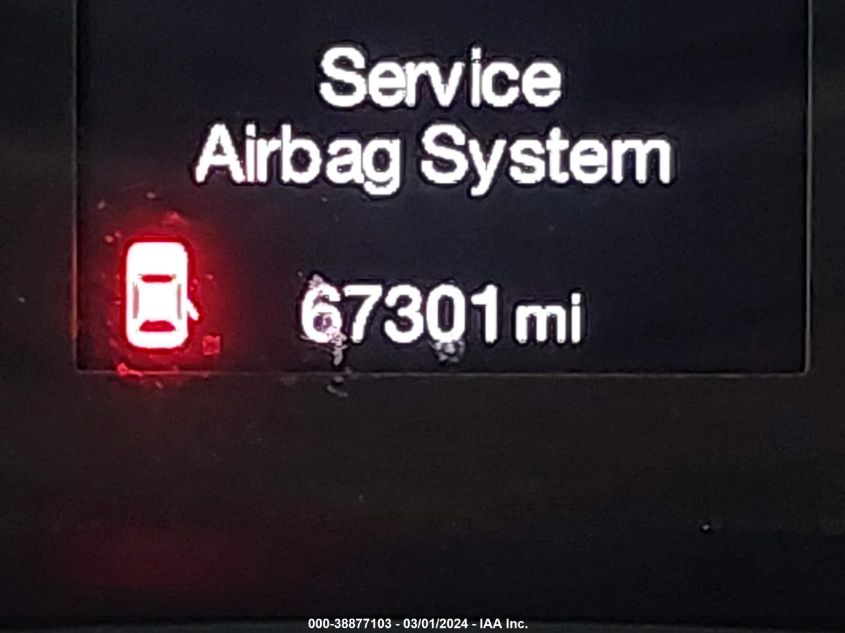 Service
Airbag System
67301 mi
000-38877103 - 03/01/2024 - IAA Inc.